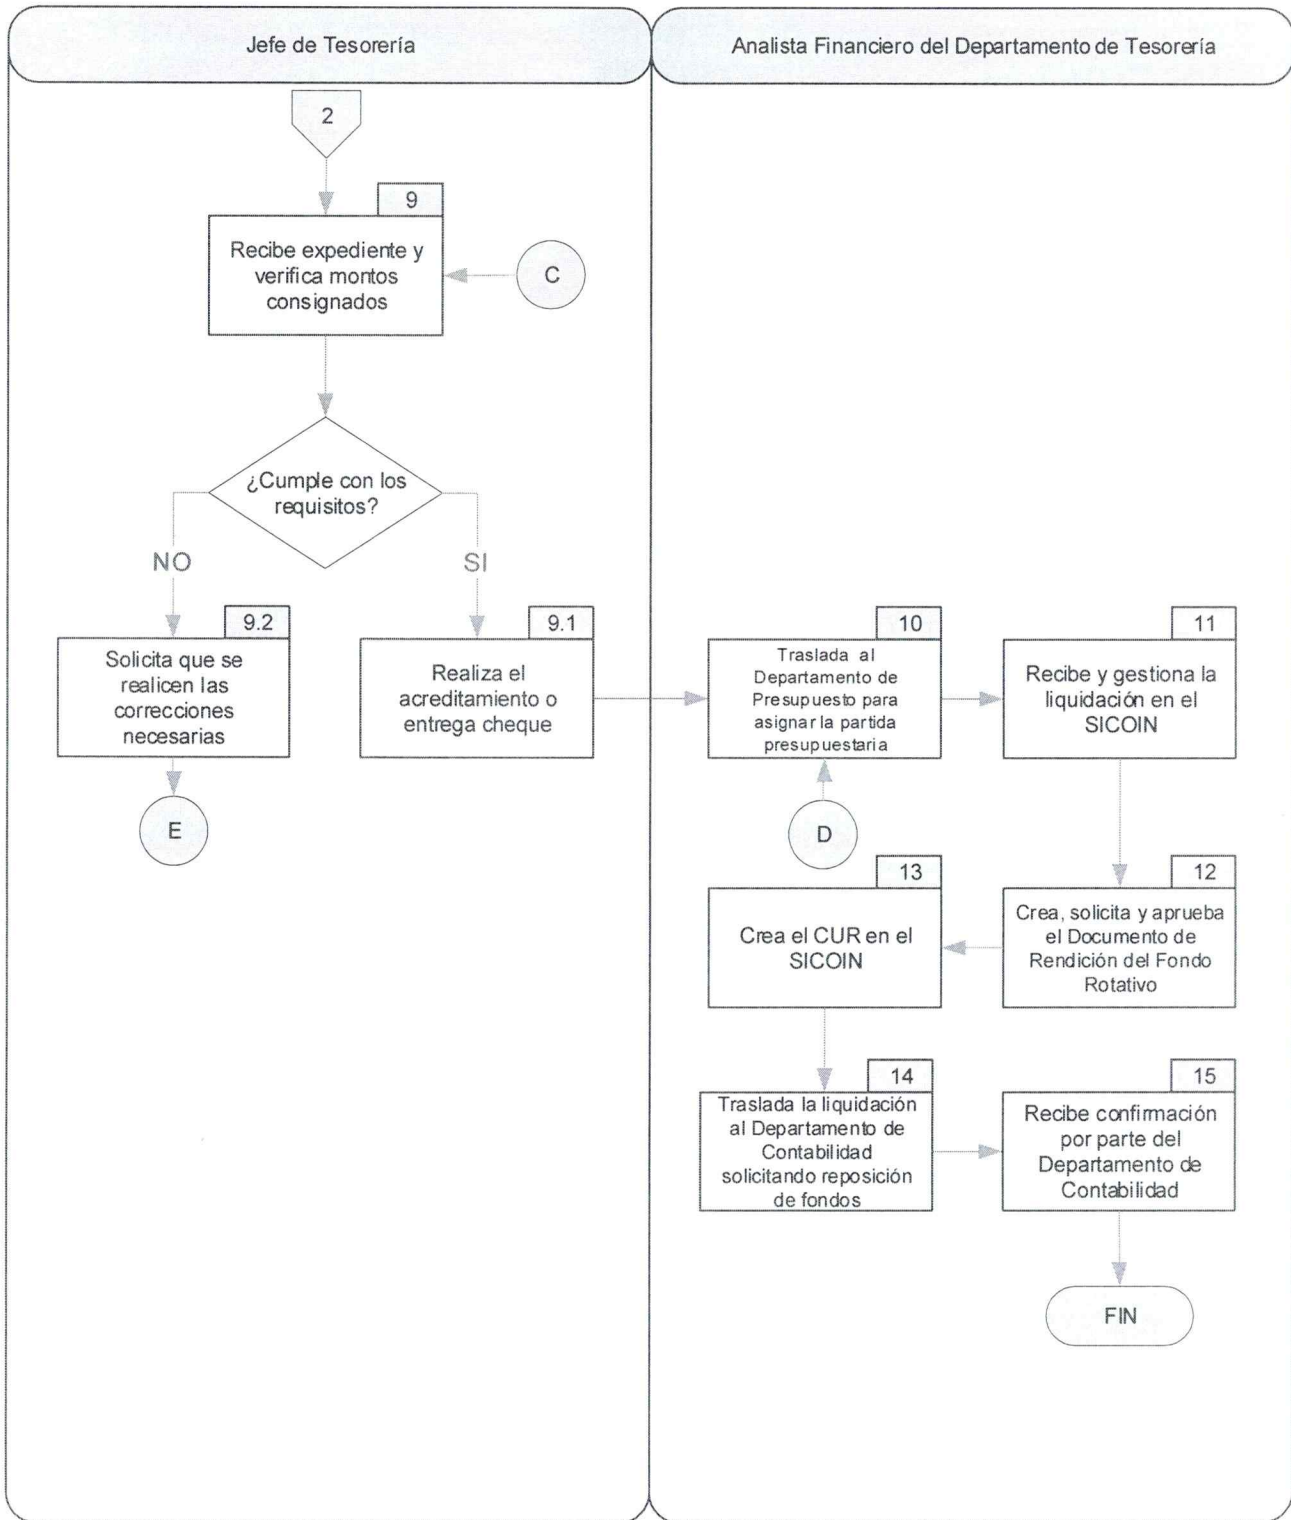 Jefe de Tesorería
Analista Financiero del Departamento de Tesorería
2
9
Recibe expediente y
verifica montos
consignados
C
¿Cumple con los
requisitos?
NO
SI
9.2
Solicita que se
realicen las
correcciones
necesarias
E
9.1
Realiza el
acreditamiento o
entrega cheque
10
Traslada al
Departamento de
Presupuesto para
asignar la partida
presupuestaria
D
11
Recibe y gestiona la
liquidación en el
SICOIN
12
Crea, solicita y aprueba
el Documento de
Rendición del Fondo
Rotativo
13
Crea el CUR en el
SICOIN
14
Traslada la liquidación
al Departamento de
Contabilidad
solicitando reposición
de fondos
15
Recibe confirmación
por parte del
Departamento de
Contabilidad
FIN